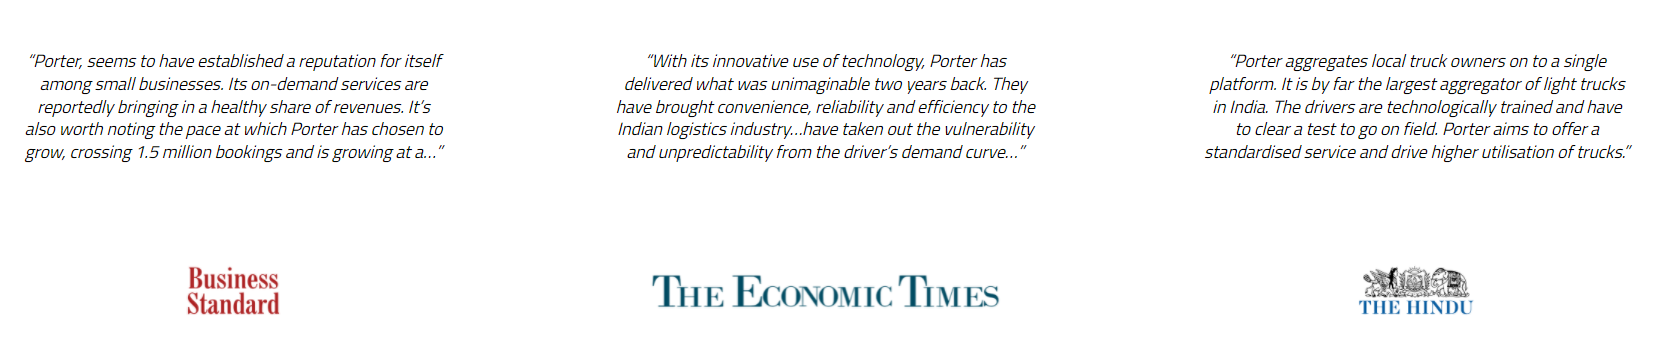 “Porter, seems to have established a reputation for itself
among small businesses. Its on-demand services are
reportedly bringing in a healthy share of revenues. It’s
also worth noting the pace at which Porter has chosen to
grow, crossing 1.5 million bookings and is growing at a...”
Business
Standard
“With its innovative use of technology, Porter has
delivered what was unimaginable two years back. They
have brought convenience, reliability and efficiency to the
Indian logistics industry...have taken out the vulnerability
and unpredictability from the driver’s demand curve...”
THE ECONOMIC TIMES
“Porter aggregates local truck owners on to a single
platform. It is by far the largest aggregator of light trucks
in India. The drivers are technologically trained and have
to clear a test to go on field. Porter aims to offer a
standardised service and drive higher utilisation of trucks.”
THE HINDU